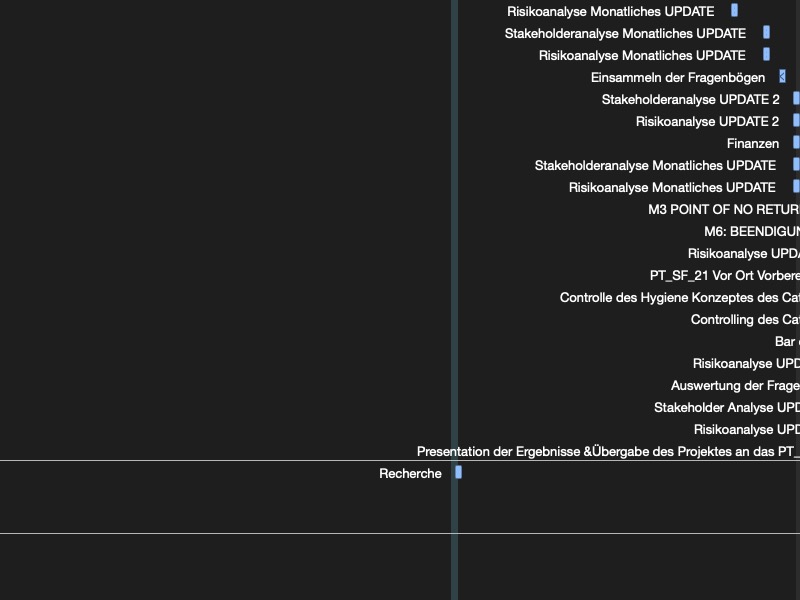 Risikoanalyse Monatliches UPDATE
Stakeholderanalyse Monatliches UPDATE
Risikoanalyse Monatliches UPDATE
Einsammeln der Fragenbögen
Stakeholderanalyse UPDATE 2
Risikoanalyse UPDATE 2
Finanzen
Stakeholderanalyse Monatliches UPDATE
Risikoanalyse Monatliches UPDATE
M3 POINT OF NO RETUR
M6: BEENDIGUN
Risikoanalyse UPDA
PT_SF_21 Vor Ort Vorbere
Controlle des Hygiene Konzeptes des Cat
Controlling des Cat
Bar
Risikoanalyse UPD
Auswertung der Frage
Stakeholder Analyse UPD
Risikoanalyse UPD
Presentation der Ergebnisse &Übergabe des Projektes an das PT_
Recherche